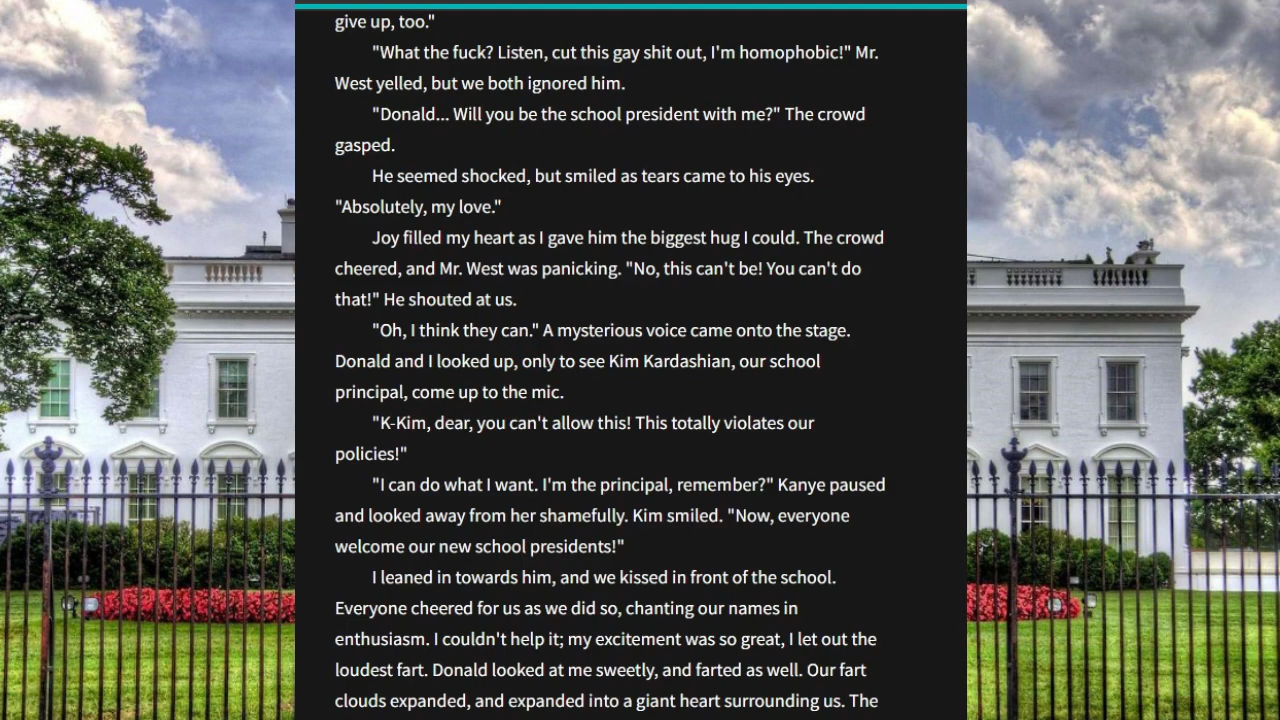 give up, too."
"What the fuck? Listen, cut this gay shit out, I'm homophobic!" Mr.
West yelled, but we both ignored him.
"Donald... Will you be the school president with me?" The crowd
gasped.
He seemed shocked, but smiled as tears came to his eyes.
"Absolutely, my love."
Joy filled my heart as I gave him the biggest hug I could. The crowd
cheered, and Mr. West was panicking. "No, this can't be! You can't do
that!" He shouted at us.
"Oh, I think they can." A mysterious voice came onto the stage.
Donald and I looked up, only to see Kim Kardashian, our school
principal, come up to the mic.
"K-Kim, dear, you can't allow this! This totally violates our
policies!"
"I can do what I want. I'm the principal, remember?" Kanye paused
and looked away from her shamefully. Kim smiled. "Now, everyone
welcome our new school presidents!"
I leaned in towards him, and we kissed in front of the school.
Everyone cheered for us as we did so, chanting our names in
enthusiasm. I couldn't help it; my excitement was so great, I let out the
loudest fart. Donald looked at me sweetly, and farted as well. Our fart
clouds expanded, and expanded into a giant heart surrounding us. The